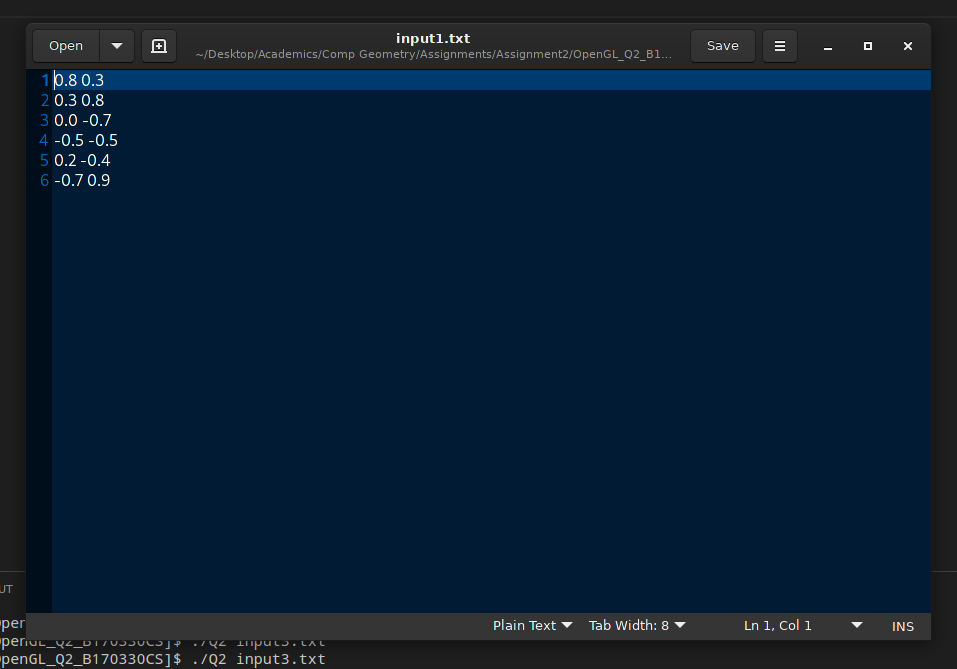 Open
input1.txt
~/Desktop/Academics/Comp Geometry/Assignments/Assignment2/OpenGL_Q2_B1...
Save
1 0.8 0.3
2 0.3 0.8
3 0.0 -0.7
4 -0.5 -0.5
5 0.2 -0.4
6 -0.7 0.9
UT
Plain Text
Tab Width: 8
Ln 1, Col 1
INS
pen
penGL_Q2_B170330CS]$ ./Q2 input3.txt
penGL_Q2_B170330CS]$ ./Q2 input3.txt